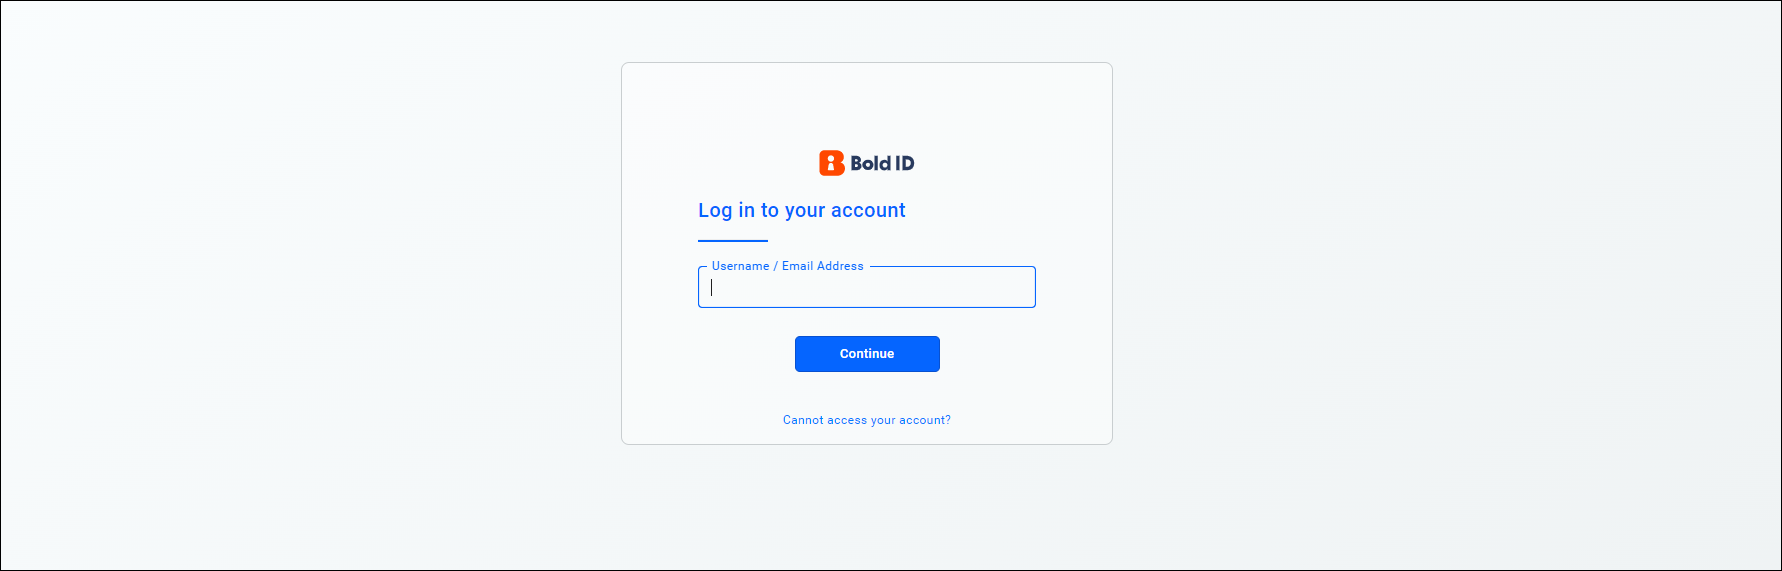 Bold ID
Log in to your account
Username / Email Address
Continue
Cannot access your account?